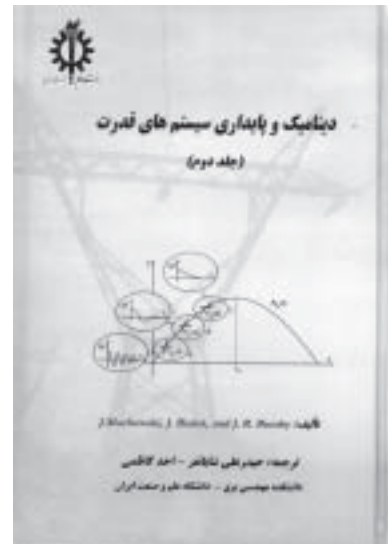 دینامیک و پایداری سیستم های قدرت
(جلد دوم)
تألیف: J. Machowski, J. Bialek, and J. R. Bumby
ترجمه: حیدرعلی شایانفر - احد کاظمی
دانشکده مهندسی برق - دانشگاه علم و صنعت ایران